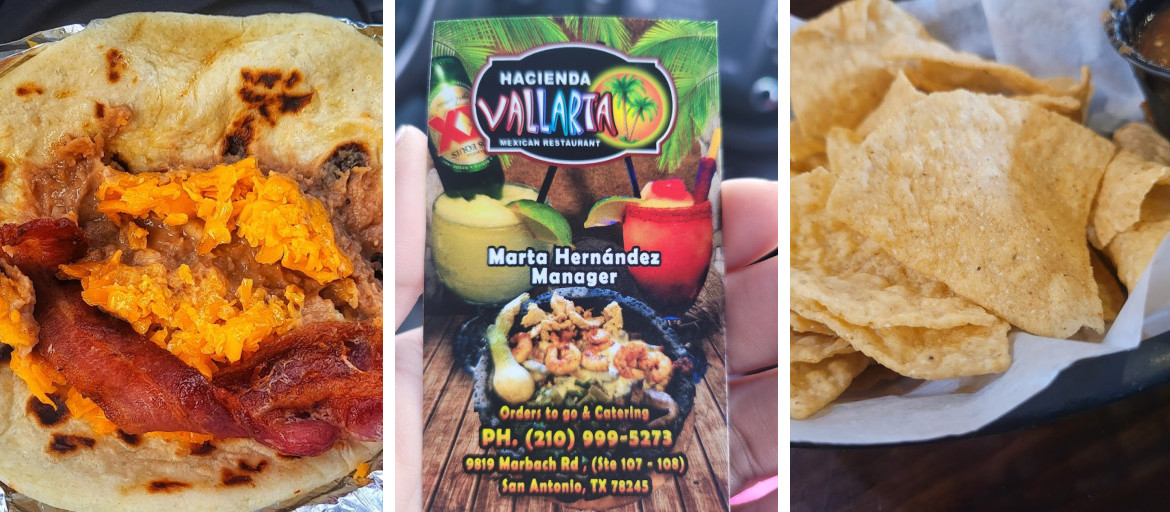 HACIENDA
VALLARTA
MEXICAN RESTAURANT
XX
Marta Hernández
Manager
Orders to go & Catering
PH. (210) 999-5273
9819 Marbach Rd , (Ste 107 - 108)
San Antonio, TX 78245